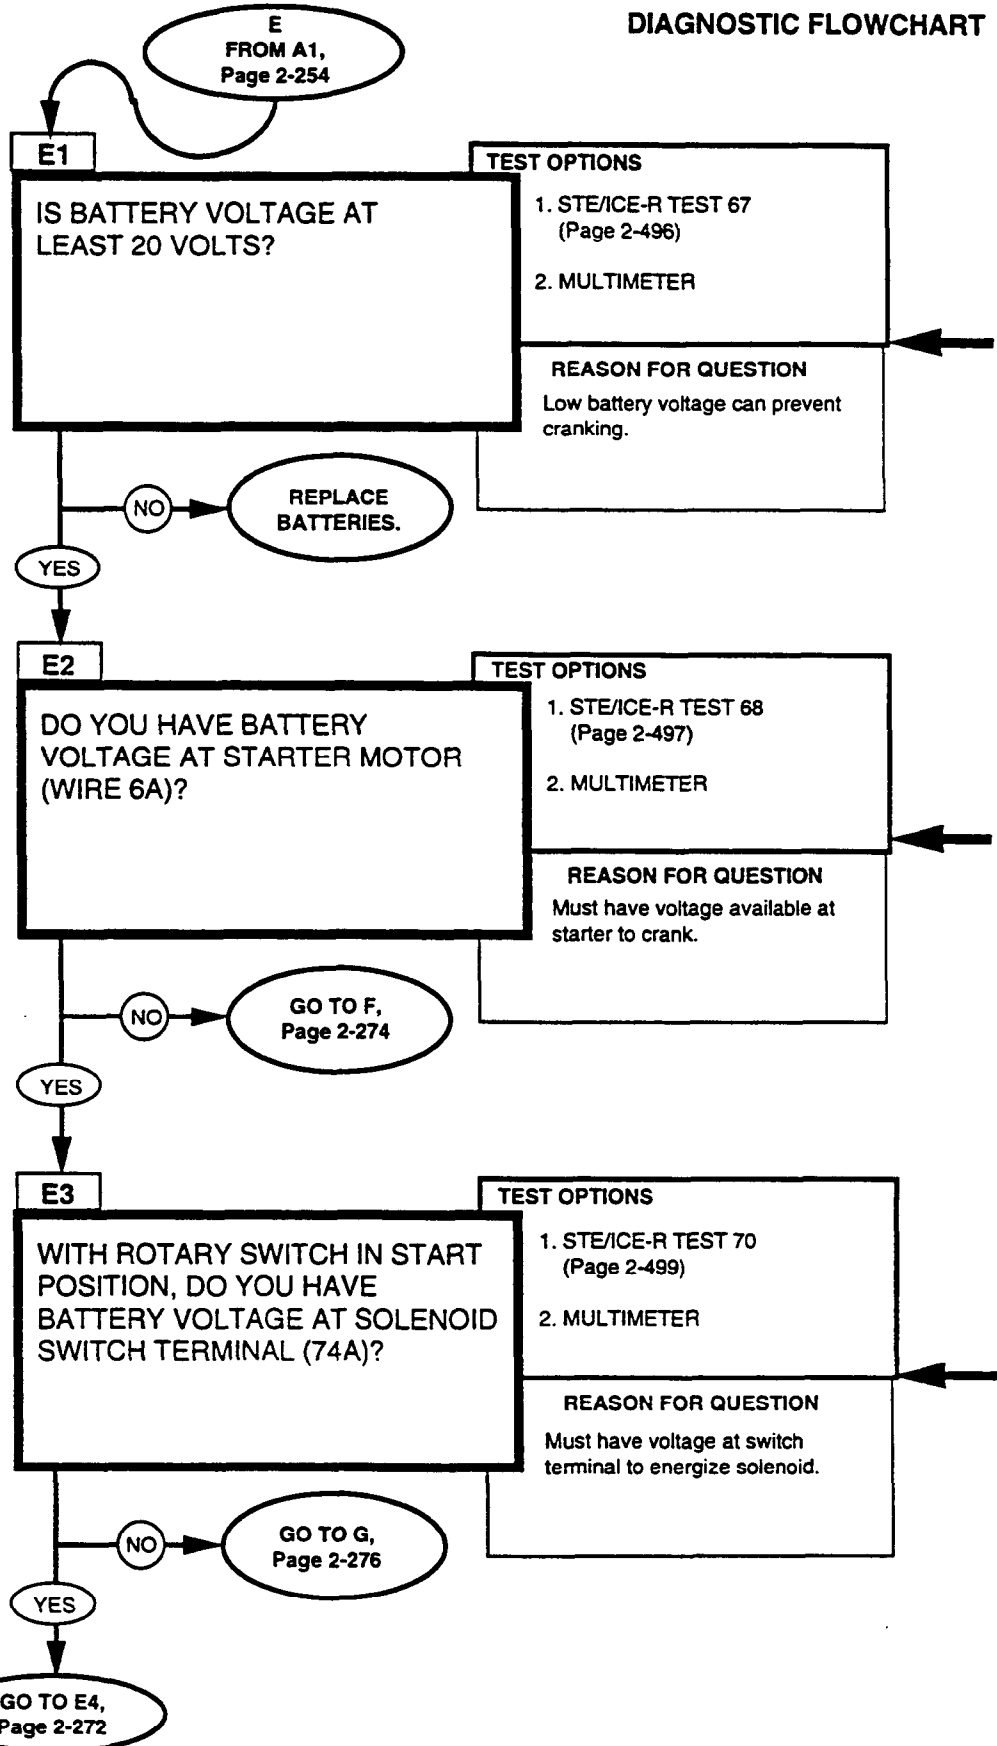 DIAGNOSTIC FLOWCHART
E
FROM A1,
Page 2-254
E1
IS BATTERY VOLTAGE AT
LEAST 20 VOLTS?
TEST OPTIONS
1. STE/ICE-R TEST 67
(Page 2-496)
2. MULTIMETER
REASON FOR QUESTION
Low battery voltage can prevent
cranking.
NO
REPLACE
BATTERIES.
YES
E2
DO YOU HAVE BATTERY
VOLTAGE AT STARTER MOTOR
(WIRE 6A)?
TEST OPTIONS
1. STE/ICE-R TEST 68
(Page 2-497)
2. MULTIMETER
REASON FOR QUESTION
Must have voltage available at
starter to crank.
NO
GO TO F,
Page 2-274
YES
E3
WITH ROTARY SWITCH IN START
POSITION, DO YOU HAVE
BATTERY VOLTAGE AT SOLENOID
SWITCH TERMINAL (74A)?
TEST OPTIONS
1. STE/ICE-R TEST 70
(Page 2-499)
2. MULTIMETER
REASON FOR QUESTION
Must have voltage at switch
terminal to energize solenoid.
NO
GO TO G,
Page 2-276
YES
GO TO E4,
Page 2-272